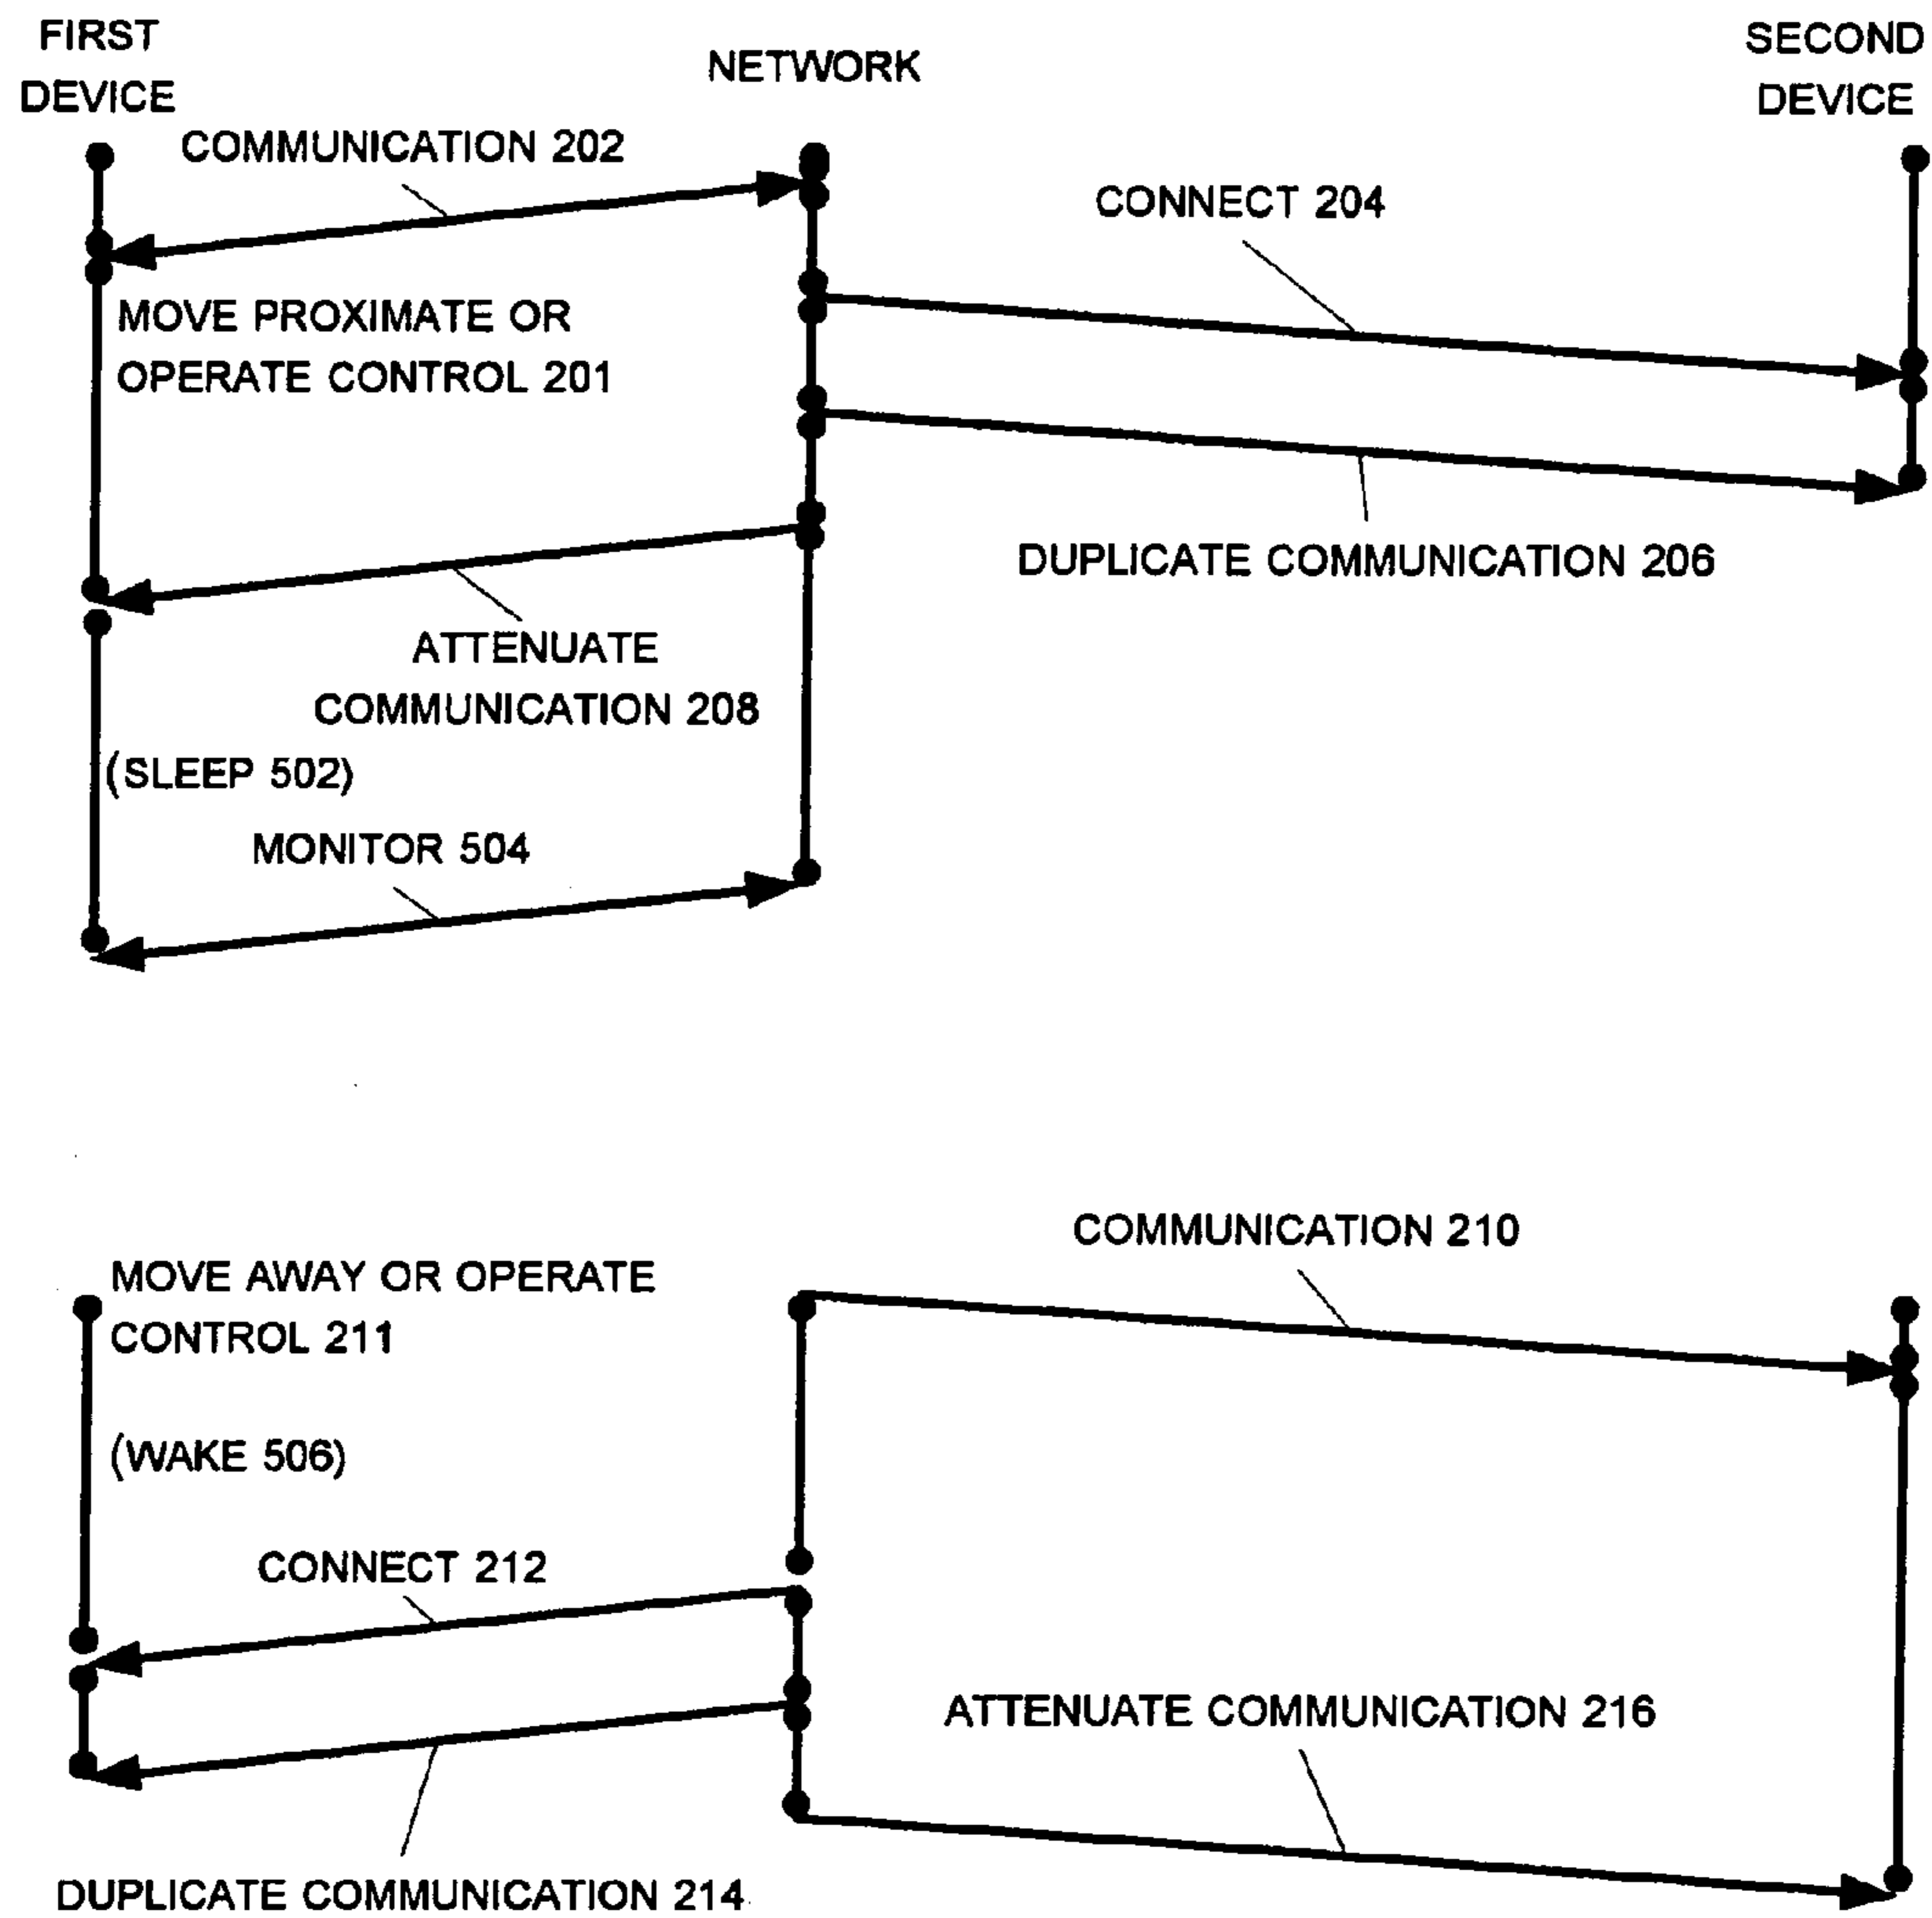 FIRST
DEVICE
NETWORK
SECOND
DEVICE
COMMUNICATION 202
CONNECT 204
MOVE PROXIMATE OR
OPERATE CONTROL 201
DUPLICATE COMMUNICATION 206
ATTENUATE
COMMUNICATION 208
(SLEEP 502)
MONITOR 504
COMMUNICATION 210
MOVE AWAY OR OPERATE
CONTROL 211
(WAKE 506)
CONNECT 212
ATTENUATE COMMUNICATION 216
DUPLICATE COMMUNICATION 214